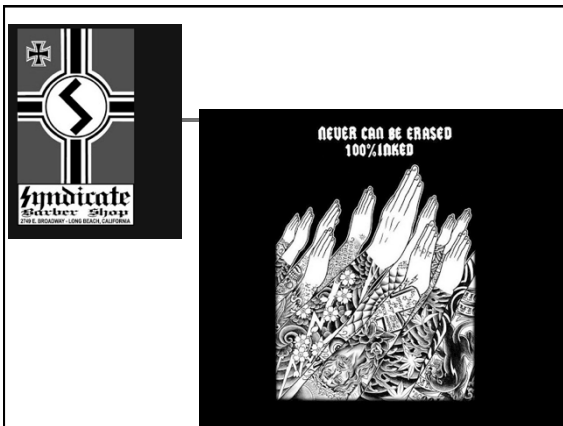 Syndicate
Barber Shop
2749 E. BROADWAY - LONG BEACH, CALIFORNIA
NEVER CAN BE ERASED
100% INKED